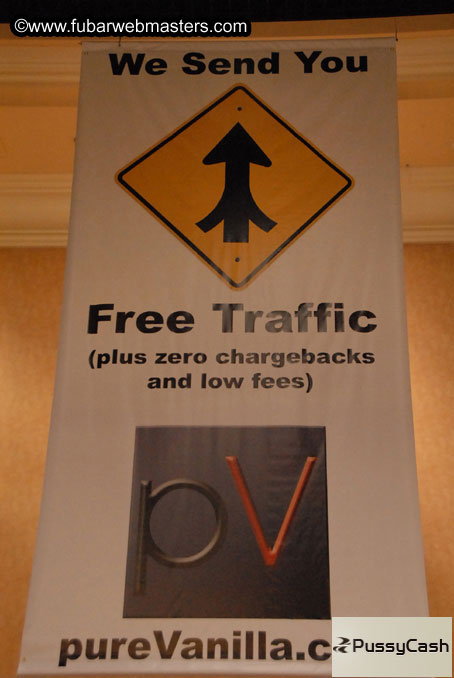 ©www.fubarwebmasters.com
We Send You
Free Traffic
(plus zero chargebacks
and low fees)
pV
pureVanilla.c
PussyCash